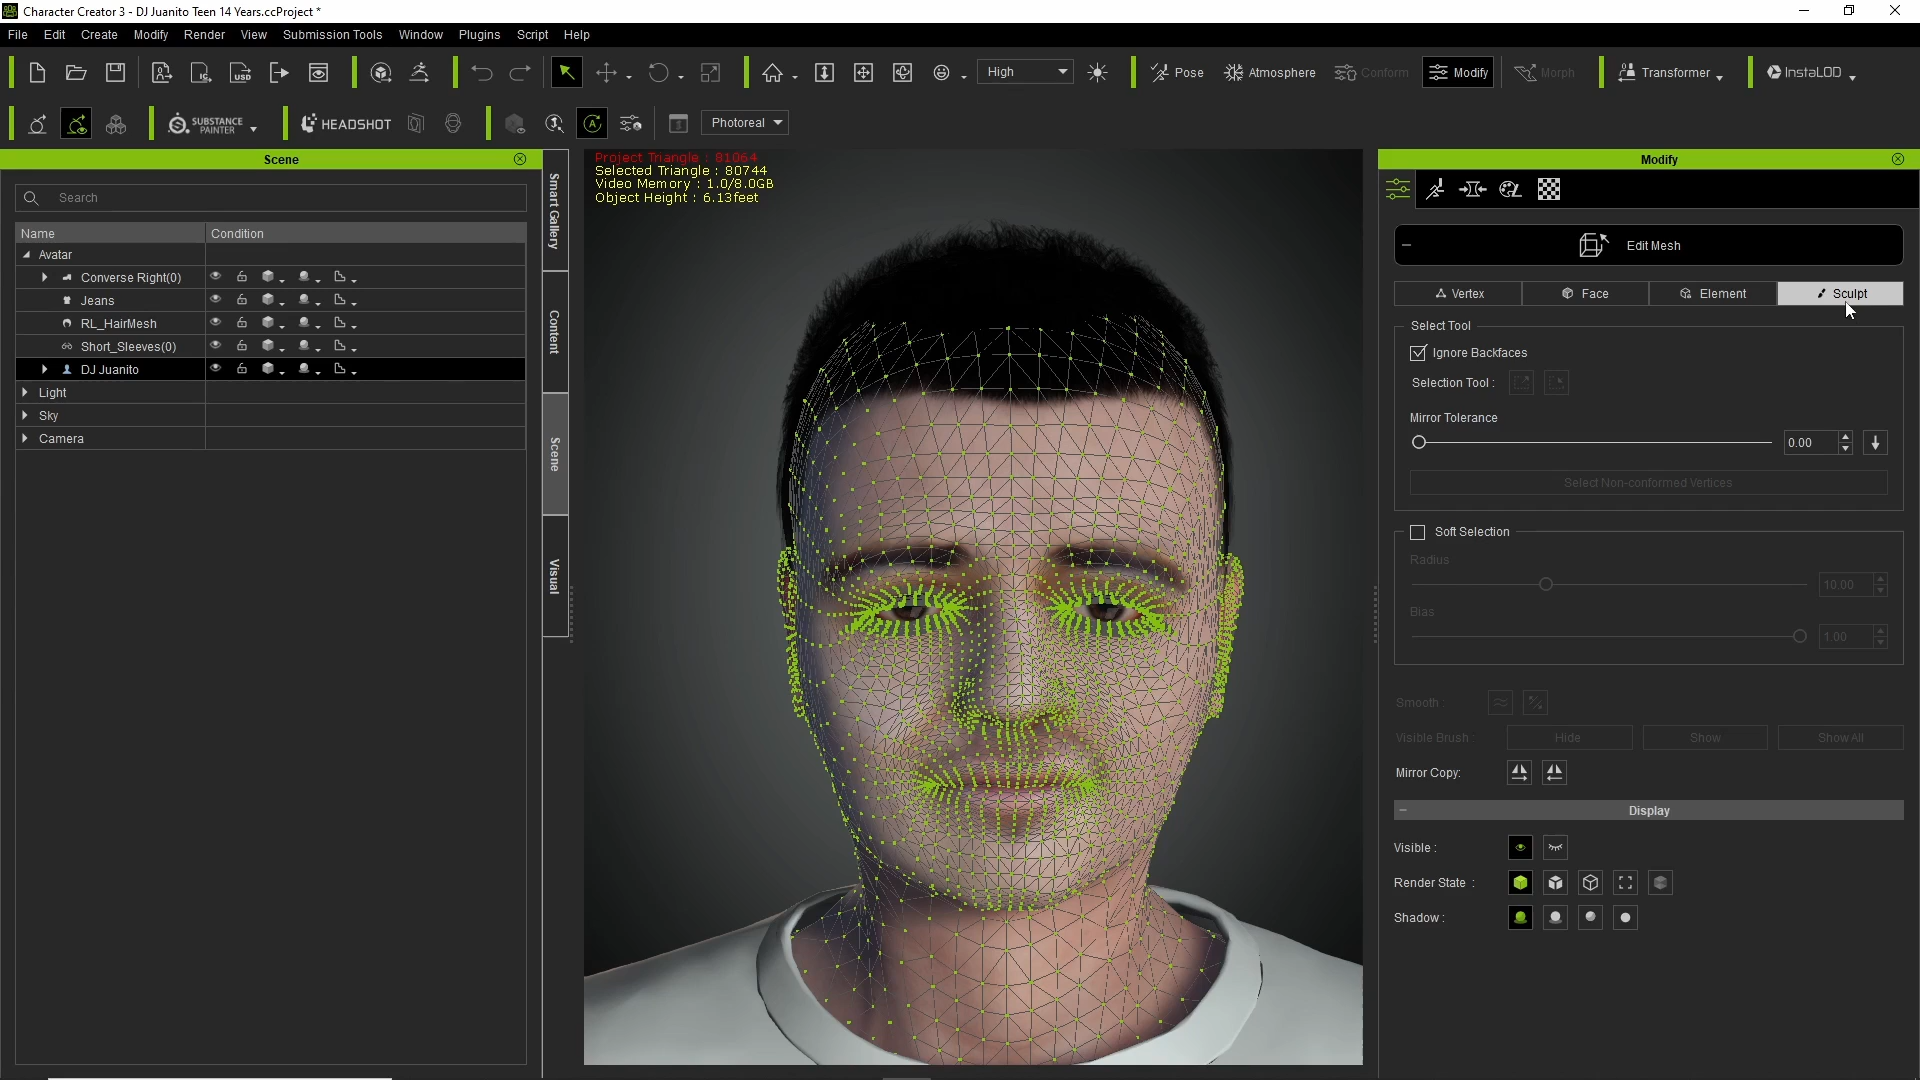 Character Creator 3 - DJ Juanito Teen 14 Years.ccProject *
File Edit Create Modify Render View Submission Tools Window Plugins Script Help
High Pose Atmosphere Conform Modify Morph Transformer InstaLOD
SUBSTANCE PAINTER HEADSHOT Photoreal
Scene
Search
Name Condition
Avatar
Converse Right(0)
Jeans
RL_HairMesh
Short_Sleeves(0)
DJ Juanito
Light
Sky
Camera
Smart Gallery
Content
Scene
Visual
Project Triangle : 81064
Selected Triangle : 80744
Video Memory : 1.0/8.0GB
Object Height : 6.13feet
Modify
Edit Mesh
Vertex Face Element Sculpt
Select Tool
Ignore Backfaces
Selection Tool :
Mirror Tolerance
0.00
Select Non-conformed Vertices
Soft Selection
Radius
10.00
Bias
1.00
Smooth :
Visible Brush : Hide Show Show All
Mirror Copy:
Display
Visible :
Render State :
Shadow :